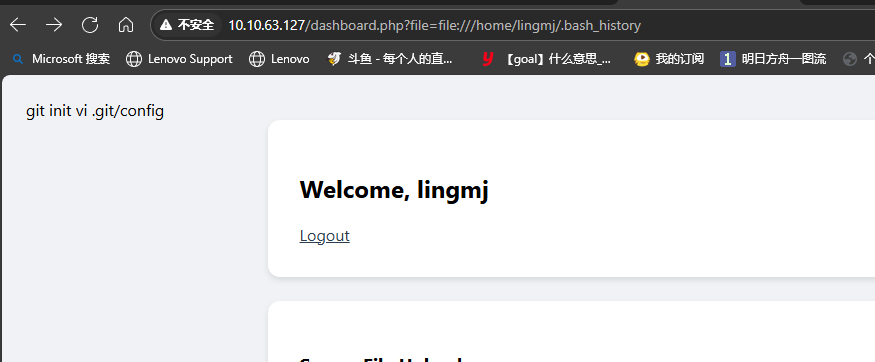 不安全 10.10.63.127/dashboard.php?file=file:///home/lingmj/.bash_history
Microsoft 搜索 Lenovo Support Lenovo 斗鱼 - 每个人的直... 【goal】什么意思_... 我的订阅 明日方舟一图流
git init vi .git/config
Welcome, lingmj
Logout